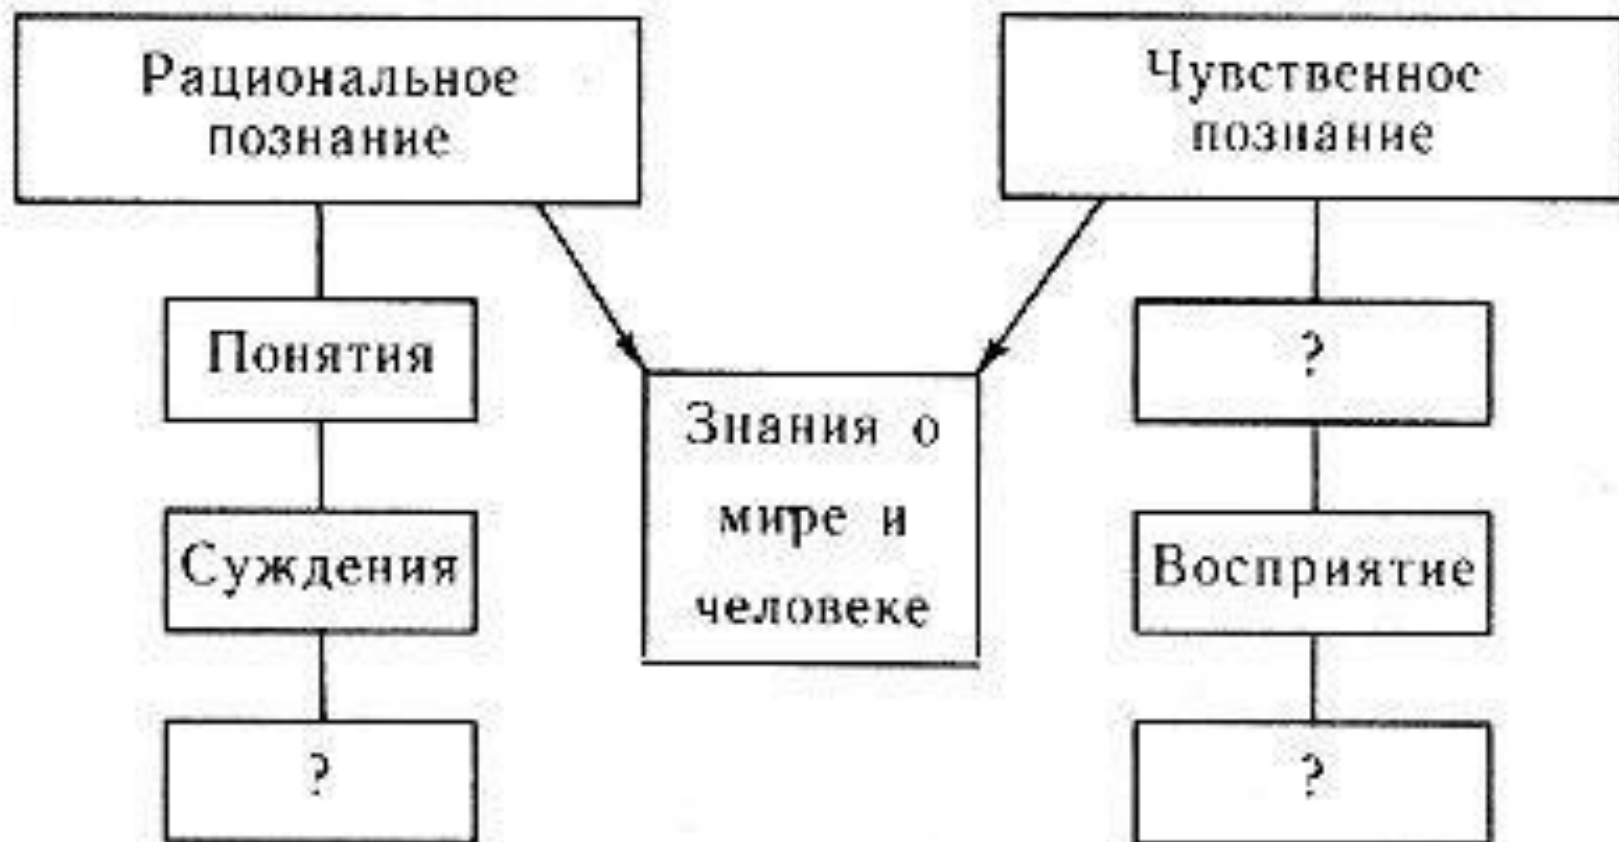 Рациональное
познание
Чувственное
познание
Понятия
?
Знания о
мире и
человеке
Суждения
Восприятие
?
?